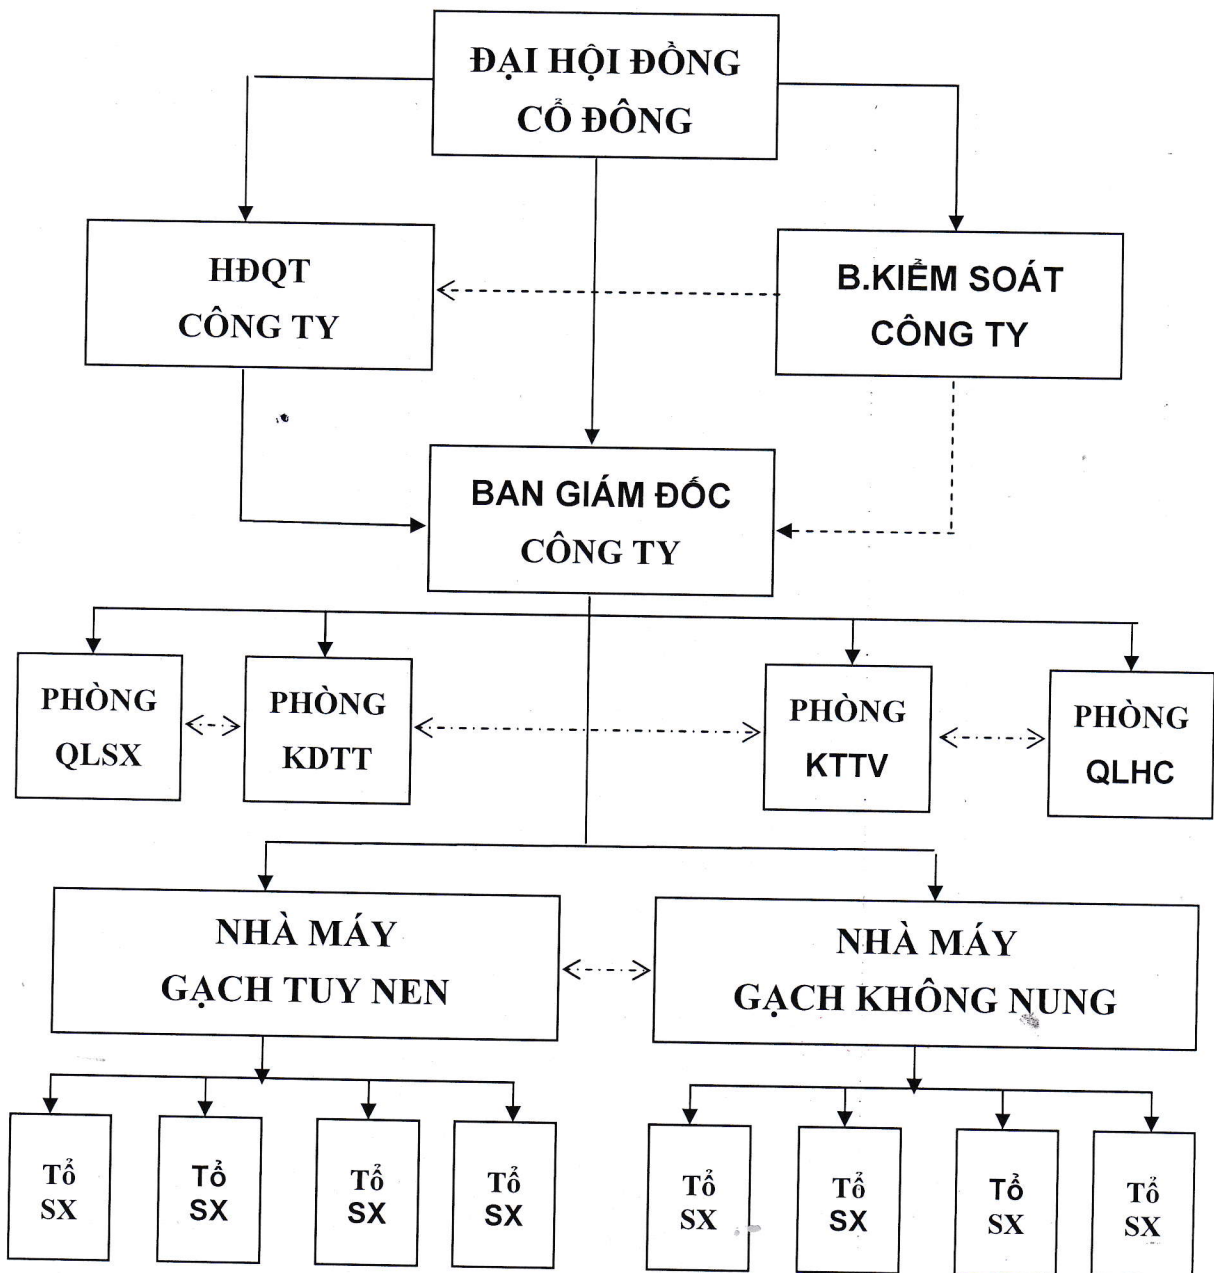 ĐẠI HỘI ĐỒNG
CỔ ĐÔNG
HĐQT
CÔNG TY
B.KIỂM SOÁT
CÔNG TY
BAN GIÁM ĐỐC
CÔNG TY
PHÒNG
QLSX
PHÒNG
KDTT
PHÒNG
KTTV
PHÒNG
QLHC
NHÀ MÁY
GẠCH TUY NEN
NHÀ MÁY
GẠCH KHÔNG NUNG
Tổ
SX
Tổ
SX
Tổ
SX
Tổ
SX
Tổ
SX
Tổ
SX
Tổ
SX
Tổ
SX